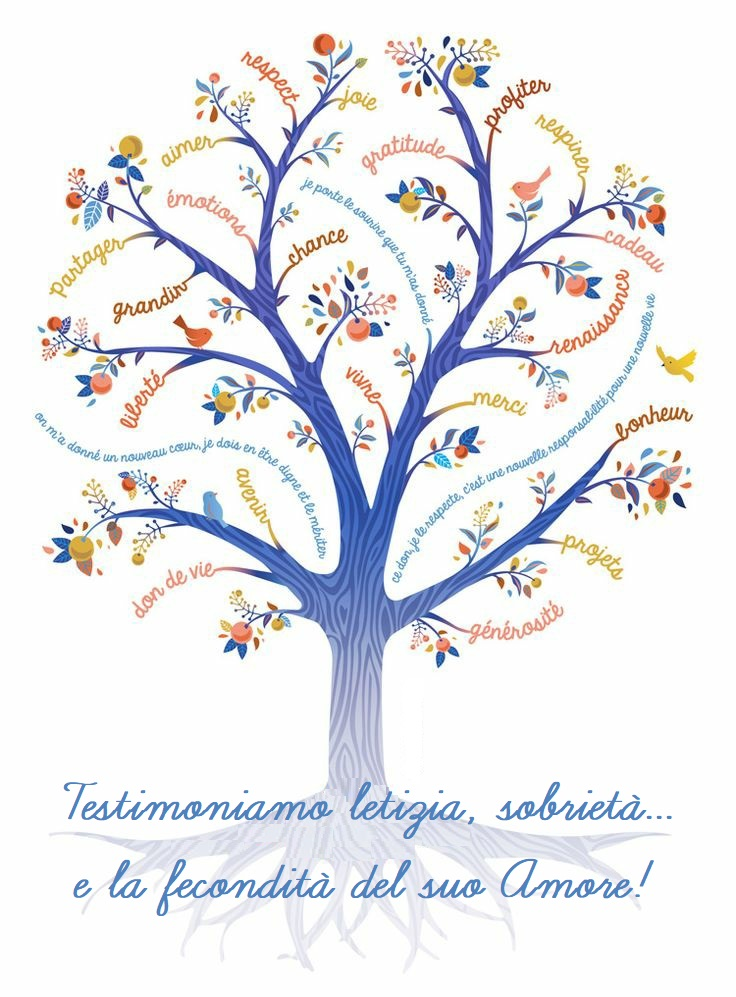 respect
joie
profiter
aimer
gratitude
respirer
émotions
je porte le sourire que tu m'as donné
partager
chance
cadeau
grandir
renaissance
liberté
vivre
merci
bonheur
on m'a donné un nouveau cœur, je dois en être digne et le mériter
ce don, je le respecte, c'est une nouvelle responsabilité pour une nouvelle vie
avenir
projets
don de vie
générosité
Testimoniamo letizia, sobrietà...
e la fecondità del suo Amore!